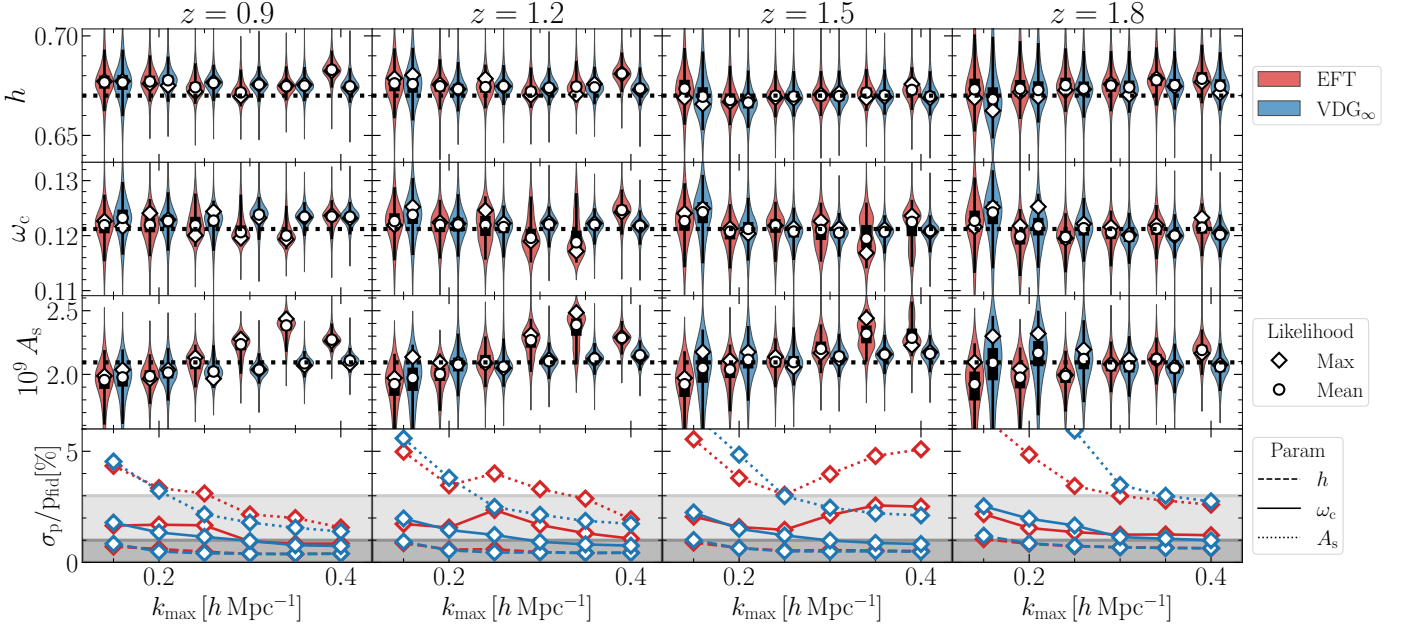 z = 0.9 z = 1.2 z = 1.5 z = 1.8
0.70
h
0.65
EFT
VDG∞
0.13
ω_c
0.12
0.11
2.5
10⁹ A_s
2.0
Likelihood
Max
Mean
5
σ_p/p_fid[%]
0
Param
h
ω_c
A_s
0.2 0.4 0.2 0.4 0.2 0.4 0.2 0.4
k_max [h Mpc⁻¹] k_max [h Mpc⁻¹] k_max [h Mpc⁻¹] k_max [h Mpc⁻¹]